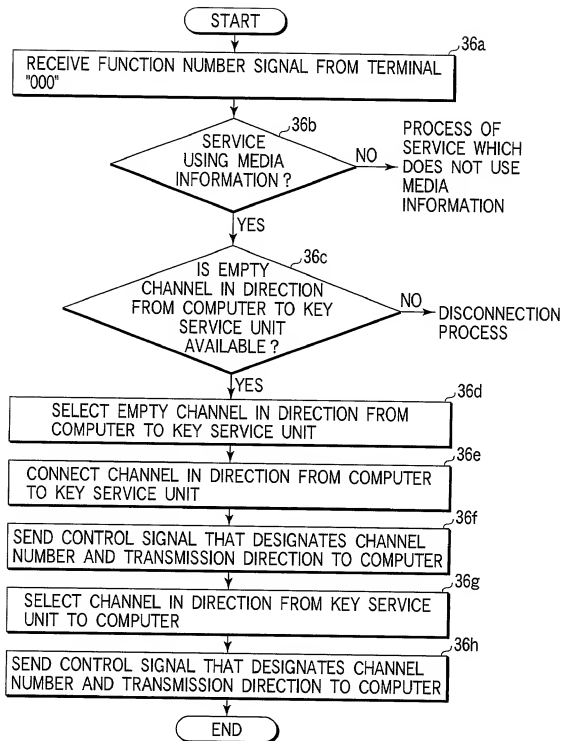 START
36a
RECEIVE FUNCTION NUMBER SIGNAL FROM TERMINAL
"000"
36b
SERVICE
USING MEDIA
INFORMATION ?
NO
PROCESS OF
SERVICE WHICH
DOES NOT USE
MEDIA
INFORMATION
YES
36c
IS EMPTY
CHANNEL IN DIRECTION
FROM COMPUTER TO KEY
SERVICE UNIT
AVAILABLE ?
NO
DISCONNECTION
PROCESS
YES
36d
SELECT EMPTY CHANNEL IN DIRECTION FROM
COMPUTER TO KEY SERVICE UNIT
36e
CONNECT CHANNEL IN DIRECTION FROM COMPUTER
TO KEY SERVICE UNIT
36f
SEND CONTROL SIGNAL THAT DESIGNATES CHANNEL
NUMBER AND TRANSMISSION DIRECTION TO COMPUTER
36g
SELECT CHANNEL IN DIRECTION FROM KEY SERVICE
UNIT TO COMPUTER
36h
SEND CONTROL SIGNAL THAT DESIGNATES CHANNEL
NUMBER AND TRANSMISSION DIRECTION TO COMPUTER
END